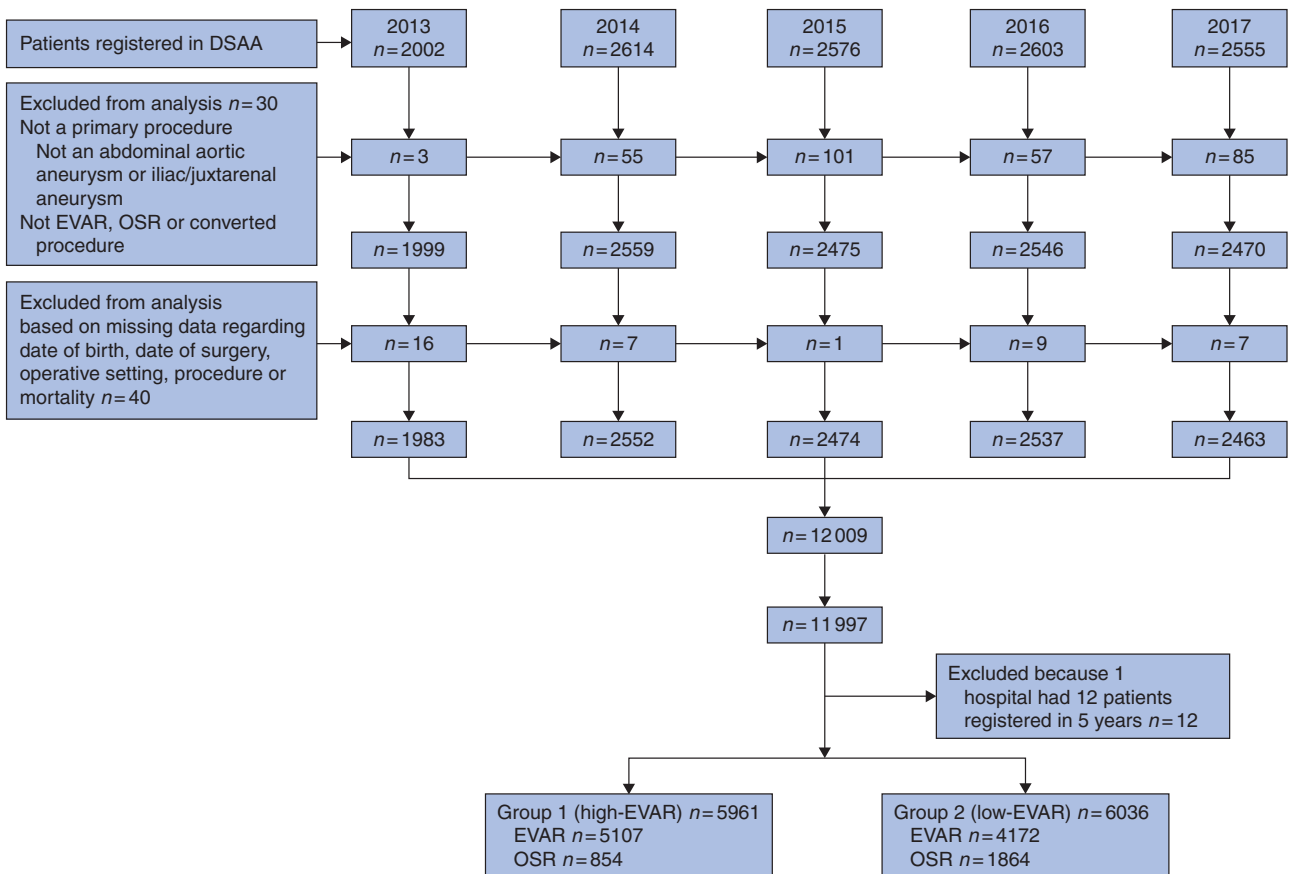 Patients registered in DSAA
2013
n=2002
2014
n=2614
2015
n=2576
2016
n=2603
2017
n=2555
Excluded from analysis n=30
Not a primary procedure
Not an abdominal aortic
aneurysm or iliac/juxtarenal
aneurysm
Not EVAR, OSR or converted
procedure
n=3
n=55
n=101
n=57
n=85
n=1999
n=2559
n=2475
n=2546
n=2470
Excluded from analysis
based on missing data regarding
date of birth, date of surgery,
operative setting, procedure or
mortality n=40
n=16
n=7
n=1
n=9
n=7
n=1983
n=2552
n=2474
n=2537
n=2463
n=12 009
n=11 997
Excluded because 1
hospital had 12 patients
registered in 5 years n=12
Group 1 (high-EVAR) n=5961
EVAR n=5107
OSR n=854
Group 2 (low-EVAR) n=6036
EVAR n=4172
OSR n=1864